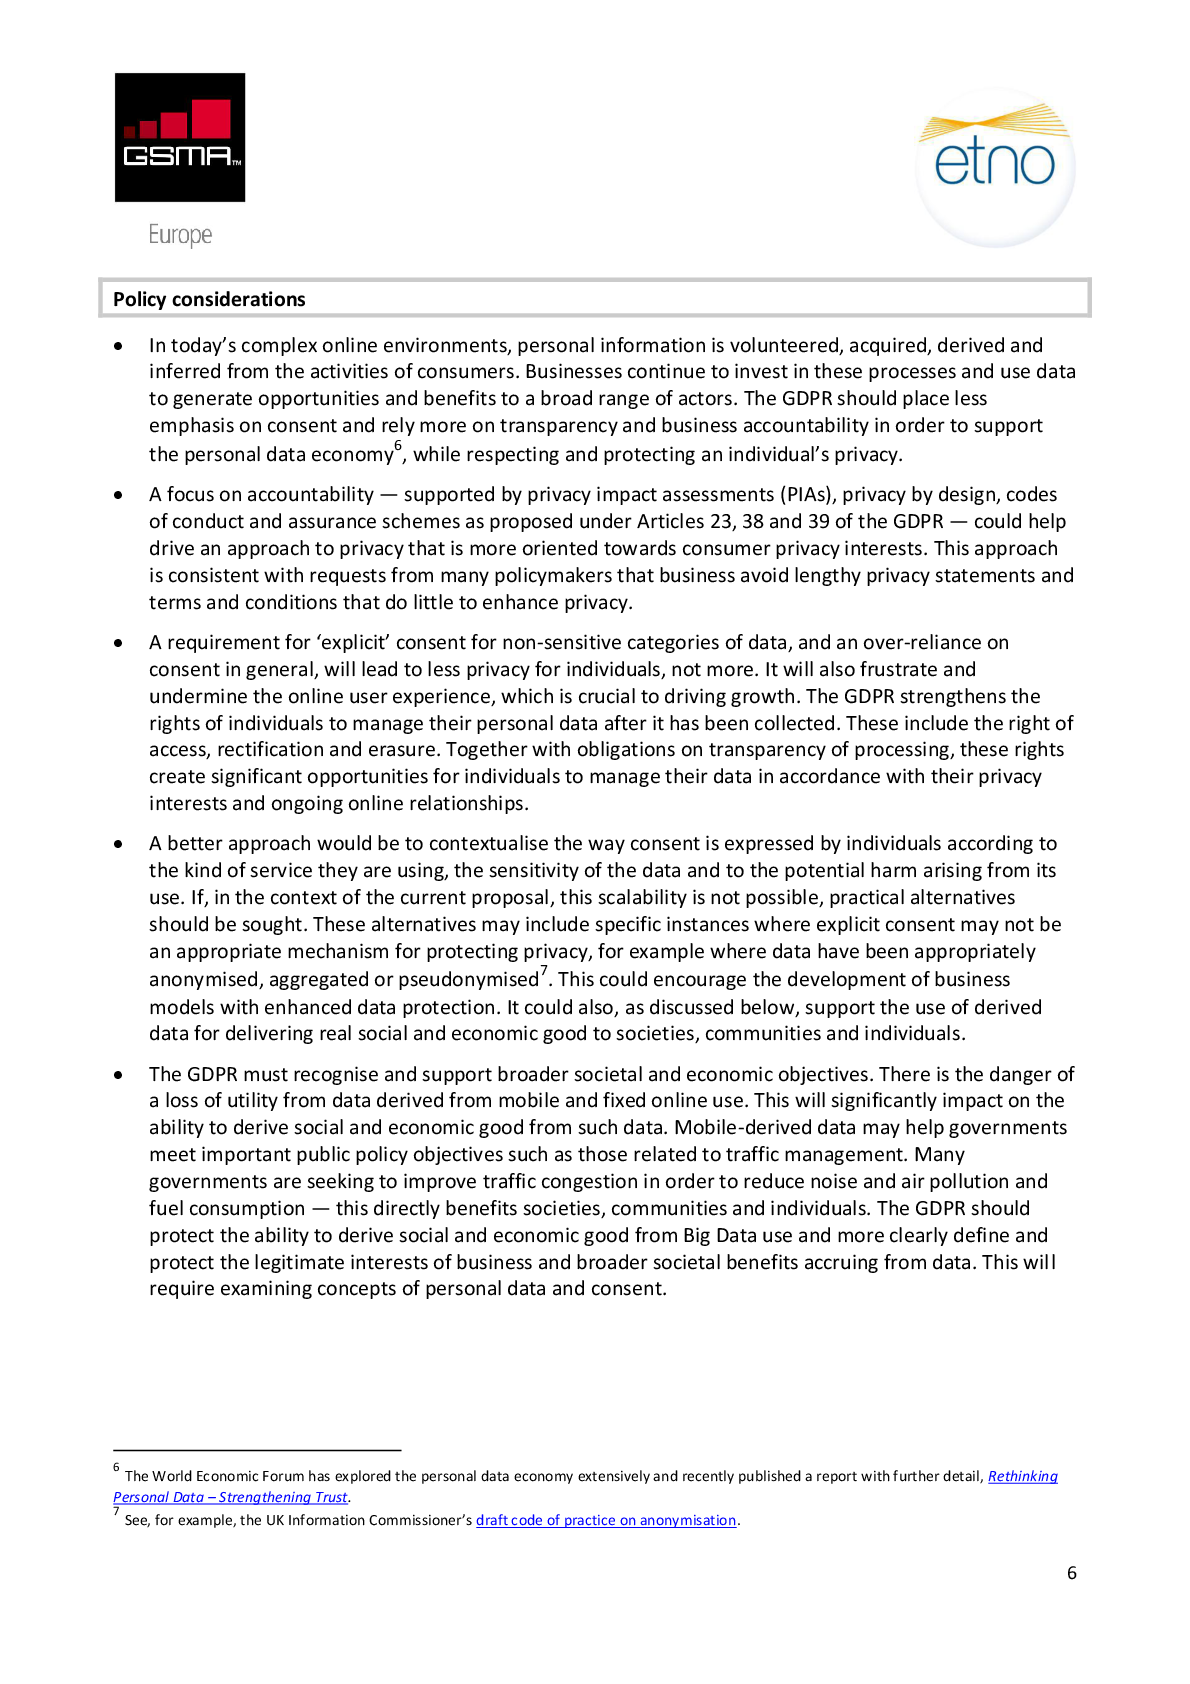 GSMA™
Europe
etno
Policy considerations
• In today’s complex online environments, personal information is volunteered, acquired, derived and
inferred from the activities of consumers. Businesses continue to invest in these processes and use data
to generate opportunities and benefits to a broad range of actors. The GDPR should place less
emphasis on consent and rely more on transparency and business accountability in order to support
the personal data economy6, while respecting and protecting an individual’s privacy.
• A focus on accountability — supported by privacy impact assessments (PIAs), privacy by design, codes
of conduct and assurance schemes as proposed under Articles 23, 38 and 39 of the GDPR — could help
drive an approach to privacy that is more oriented towards consumer privacy interests. This approach
is consistent with requests from many policymakers that business avoid lengthy privacy statements and
terms and conditions that do little to enhance privacy.
• A requirement for ‘explicit’ consent for non-sensitive categories of data, and an over-reliance on
consent in general, will lead to less privacy for individuals, not more. It will also frustrate and
undermine the online user experience, which is crucial to driving growth. The GDPR strengthens the
rights of individuals to manage their personal data after it has been collected. These include the right of
access, rectification and erasure. Together with obligations on transparency of processing, these rights
create significant opportunities for individuals to manage their data in accordance with their privacy
interests and ongoing online relationships.
• A better approach would be to contextualise the way consent is expressed by individuals according to
the kind of service they are using, the sensitivity of the data and to the potential harm arising from its
use. If, in the context of the current proposal, this scalability is not possible, practical alternatives
should be sought. These alternatives may include specific instances where explicit consent may not be
an appropriate mechanism for protecting privacy, for example where data have been appropriately
anonymised, aggregated or pseudonymised7. This could encourage the development of business
models with enhanced data protection. It could also, as discussed below, support the use of derived
data for delivering real social and economic good to societies, communities and individuals.
• The GDPR must recognise and support broader societal and economic objectives. There is the danger of
a loss of utility from data derived from mobile and fixed online use. This will significantly impact on the
ability to derive social and economic good from such data. Mobile-derived data may help governments
meet important public policy objectives such as those related to traffic management. Many
governments are seeking to improve traffic congestion in order to reduce noise and air pollution and
fuel consumption — this directly benefits societies, communities and individuals. The GDPR should
protect the ability to derive social and economic good from Big Data use and more clearly define and
protect the legitimate interests of business and broader societal benefits accruing from data. This will
require examining concepts of personal data and consent.
6 The World Economic Forum has explored the personal data economy extensively and recently published a report with further detail, Rethinking
Personal Data – Strengthening Trust.
7 See, for example, the UK Information Commissioner’s draft code of practice on anonymisation.
6